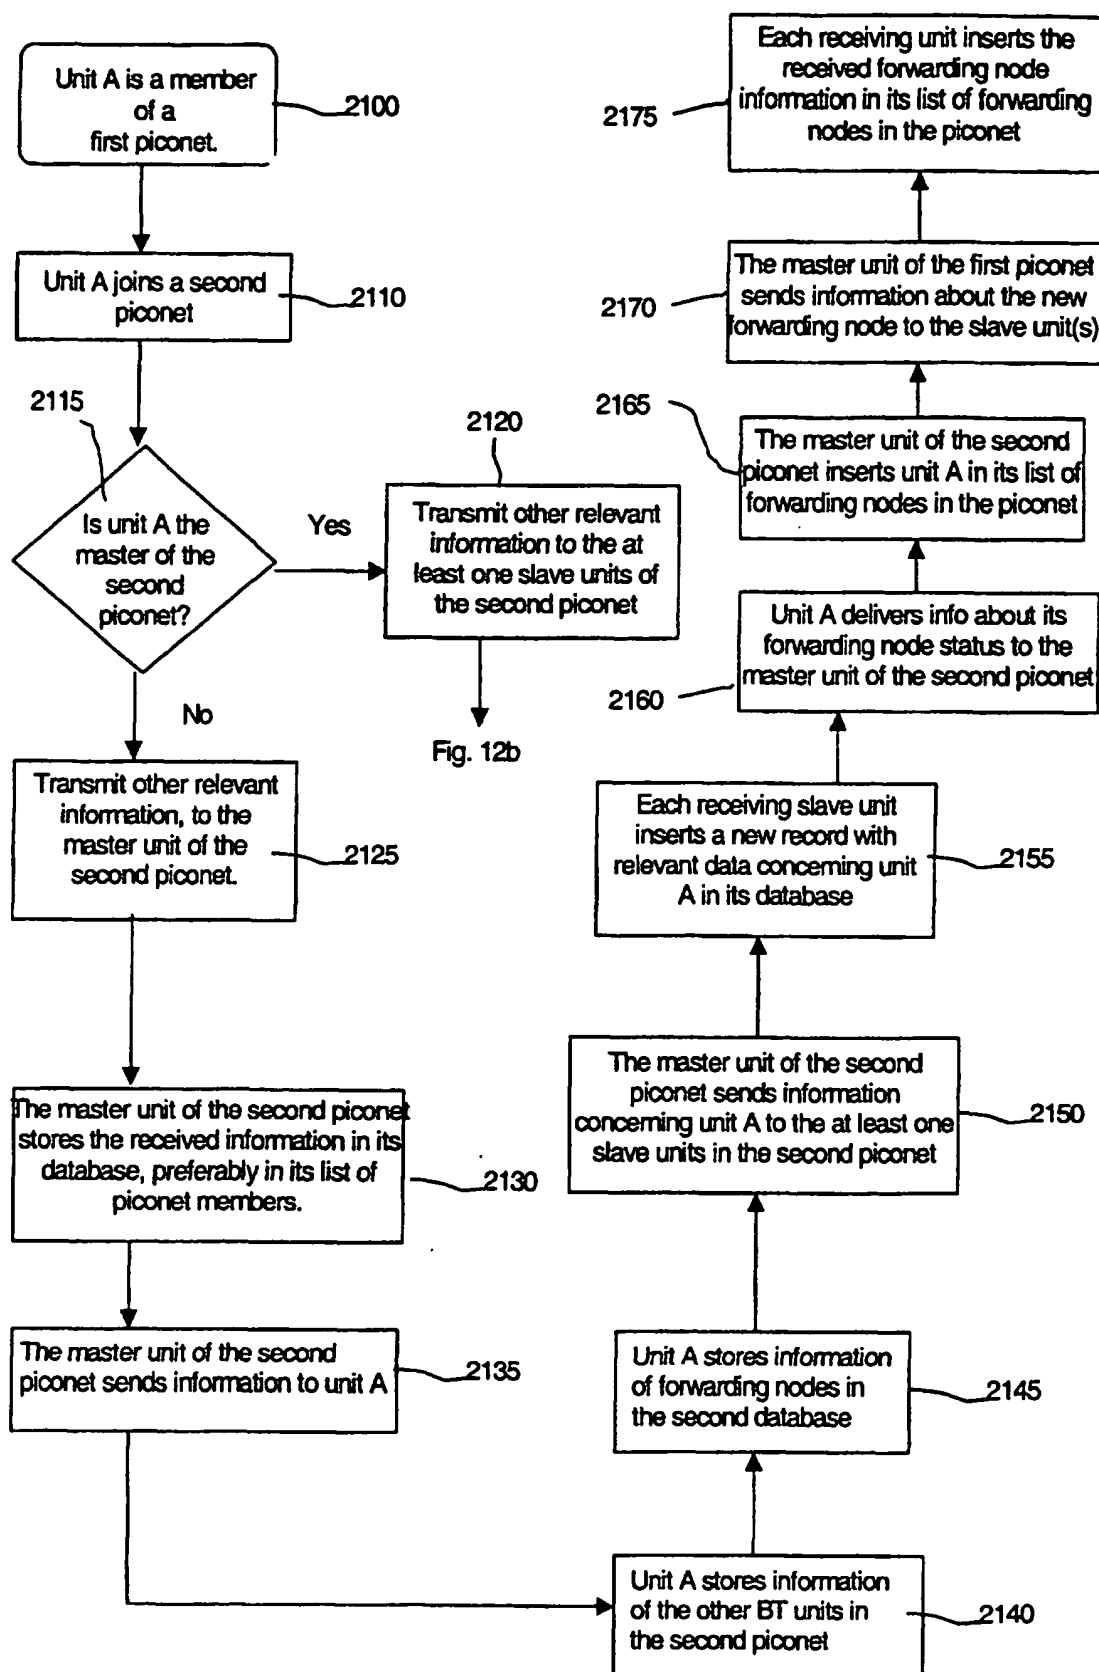 Unit A is a member
of a
first piconet.
2100
Unit A joins a second
piconet
2110
2115
Is unit A the
master of the
second
piconet?
Yes
2120
Transmit other relevant
information to the at
least one slave units of
the second piconet
Fig. 12b
No
Transmit other relevant
information, to the
master unit of the
second piconet.
2125
The master unit of the second piconet
stores the received information in its
database, preferably in its list of
piconet members.
2130
The master unit of the second
piconet sends information to unit A
2135
Unit A stores information
of the other BT units in
the second piconet
2140
Unit A stores information
of forwarding nodes in
the second database
2145
The master unit of the second
piconet sends information
concerning unit A to the at least one
slave units in the second piconet
2150
Each receiving slave unit
inserts a new record with
relevant data concerning unit
A in its database
2155
Unit A delivers info about its
forwarding node status to the
master unit of the second piconet
2160
The master unit of the second
piconet inserts unit A in its list of
forwarding nodes in the piconet
2165
The master unit of the first piconet
sends information about the new
forwarding node to the slave unit(s)
2170
Each receiving unit inserts the
received forwarding node
information in its list of forwarding
nodes in the piconet
2175